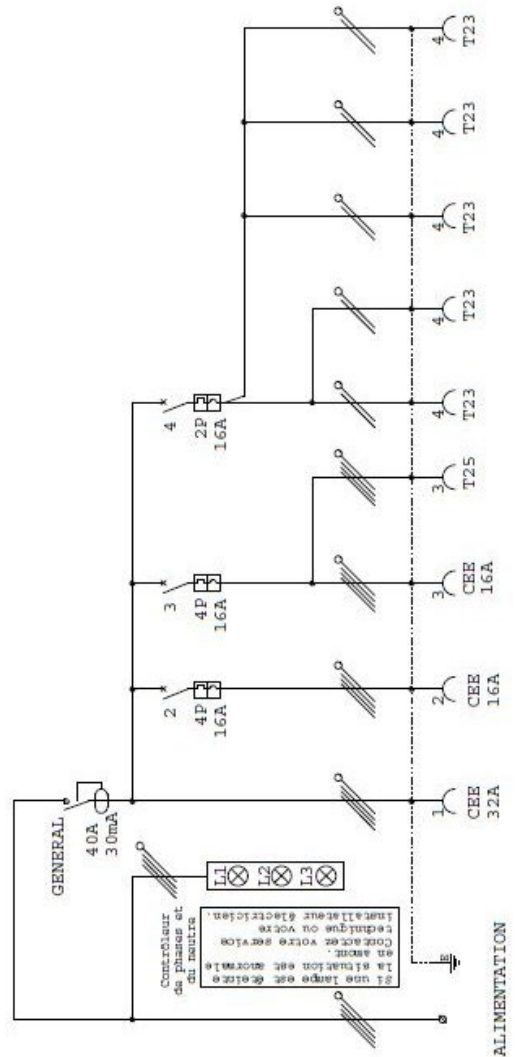 GENERAL
40A
30mA
Contrôleur
de phases et
du neutre
L1
L2
L3
Si une lampe est éteinte
la situation est anormale
en amont.
Contacter votre service
technique ou votre
installateur électricien.
ALIMENTATION
E
2
4P
16A
3
4P
16A
4
2P
16A
1
CEE
32A
2
CEE
16A
3
CEE
16A
3
T25
4
T23
4
T23
4
T23
4
T23
4
T23